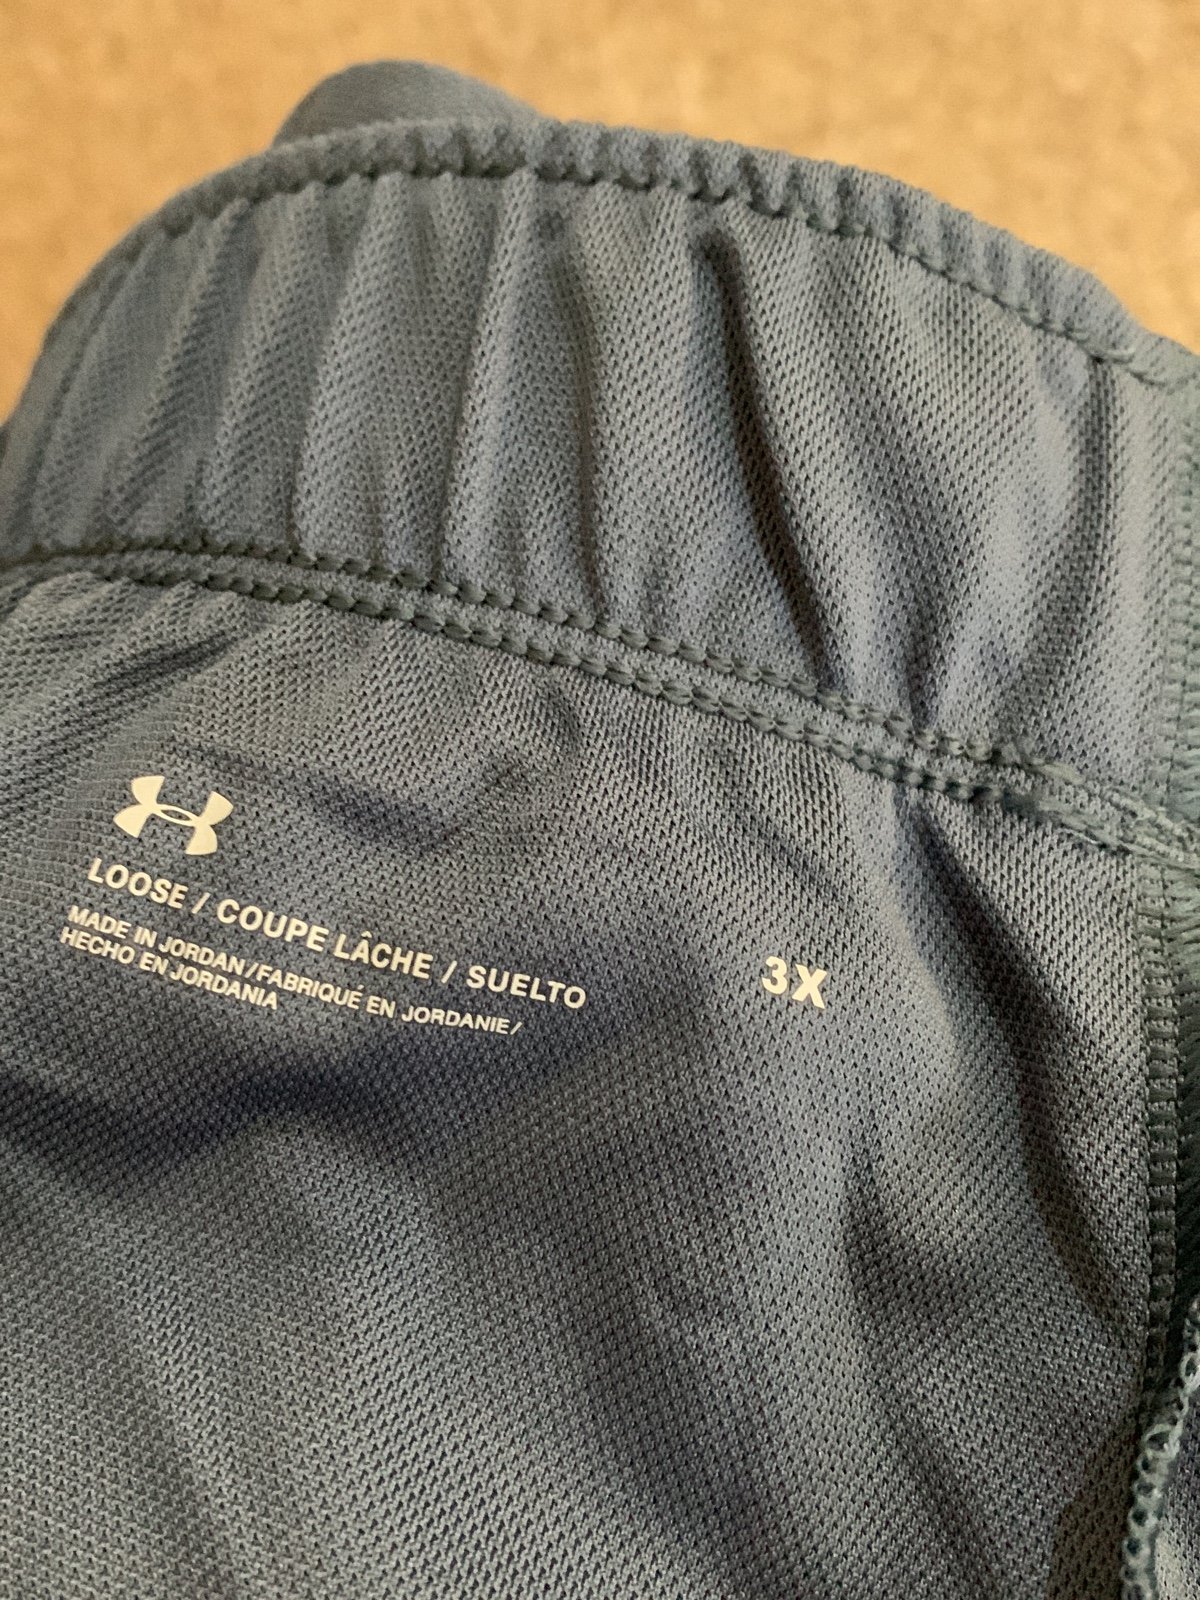 LOOSE / COUPE LÂCHE / SUELTO
MADE IN JORDAN/FABRIQUÉ EN JORDANIE/
HECHO EN JORDANIA
3X